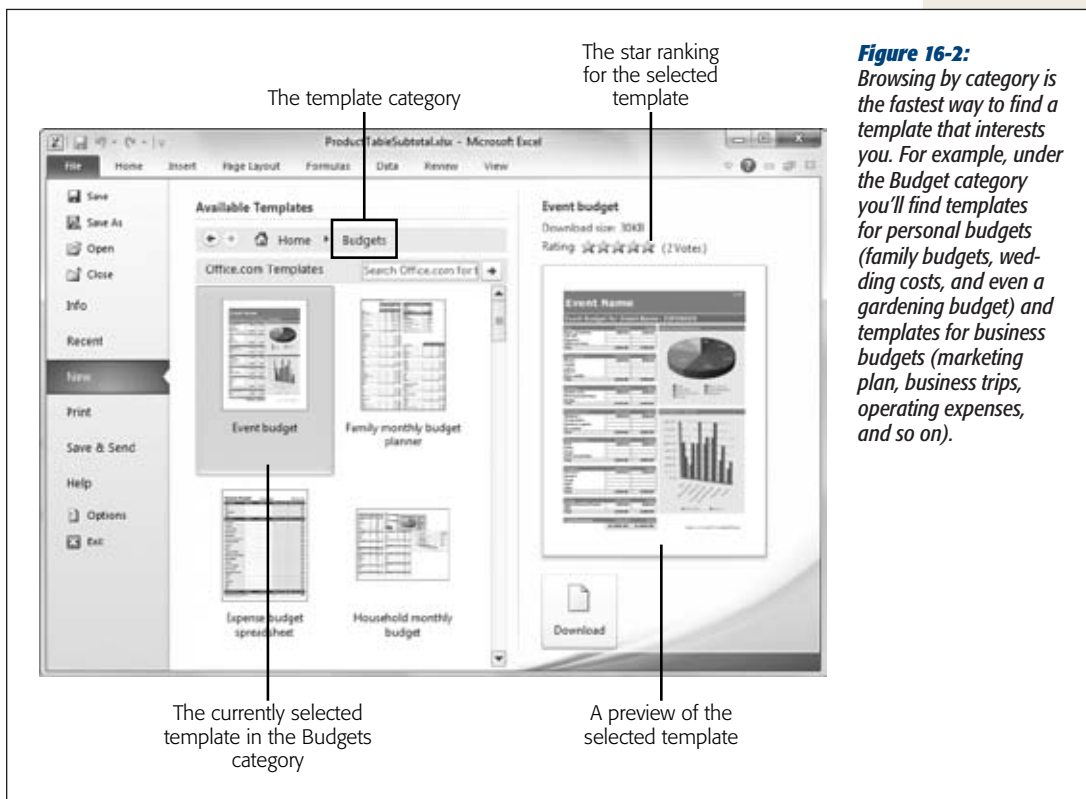 The star ranking
for the selected
template
The template category
ProductTableSubtotal.xlsx - Microsoft Excel
File Home Insert Page Layout Formulas Data Review View
Save
Save As
Open
Close
Info
Recent
New
Print
Save & Send
Help
Options
Exit
Available Templates
Home Budgets
Office.com Templates Search Office.com for t
Event budget
Family monthly budget
planner
Expense budget
spreadsheet
Household monthly
budget
Event budget
Download size: 30KB
Rating: (2 Votes)
Event Name
Download
The currently selected
template in the Budgets
category
A preview of the
selected template
Figure 16-2:
Browsing by category is
the fastest way to find a
template that interests
you. For example, under
the Budget category
you'll find templates
for personal budgets
(family budgets, wed-
ding costs, and even a
gardening budget) and
templates for business
budgets (marketing
plan, business trips,
operating expenses,
and so on).